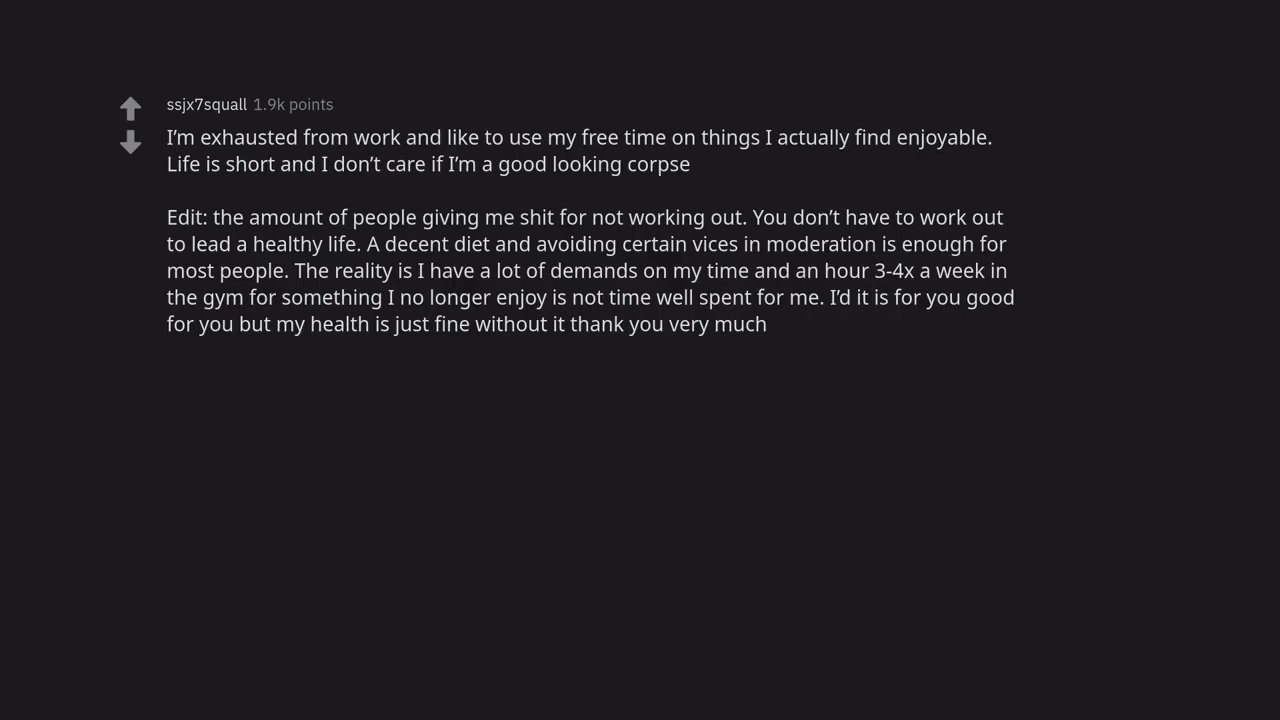 ssjx7squall 1.9k points
I’m exhausted from work and like to use my free time on things I actually find enjoyable.
Life is short and I don’t care if I’m a good looking corpse
Edit: the amount of people giving me shit for not working out. You don’t have to work out
to lead a healthy life. A decent diet and avoiding certain vices in moderation is enough for
most people. The reality is I have a lot of demands on my time and an hour 3-4x a week in
the gym for something I no longer enjoy is not time well spent for me. I’d it is for you good
for you but my health is just fine without it thank you very much